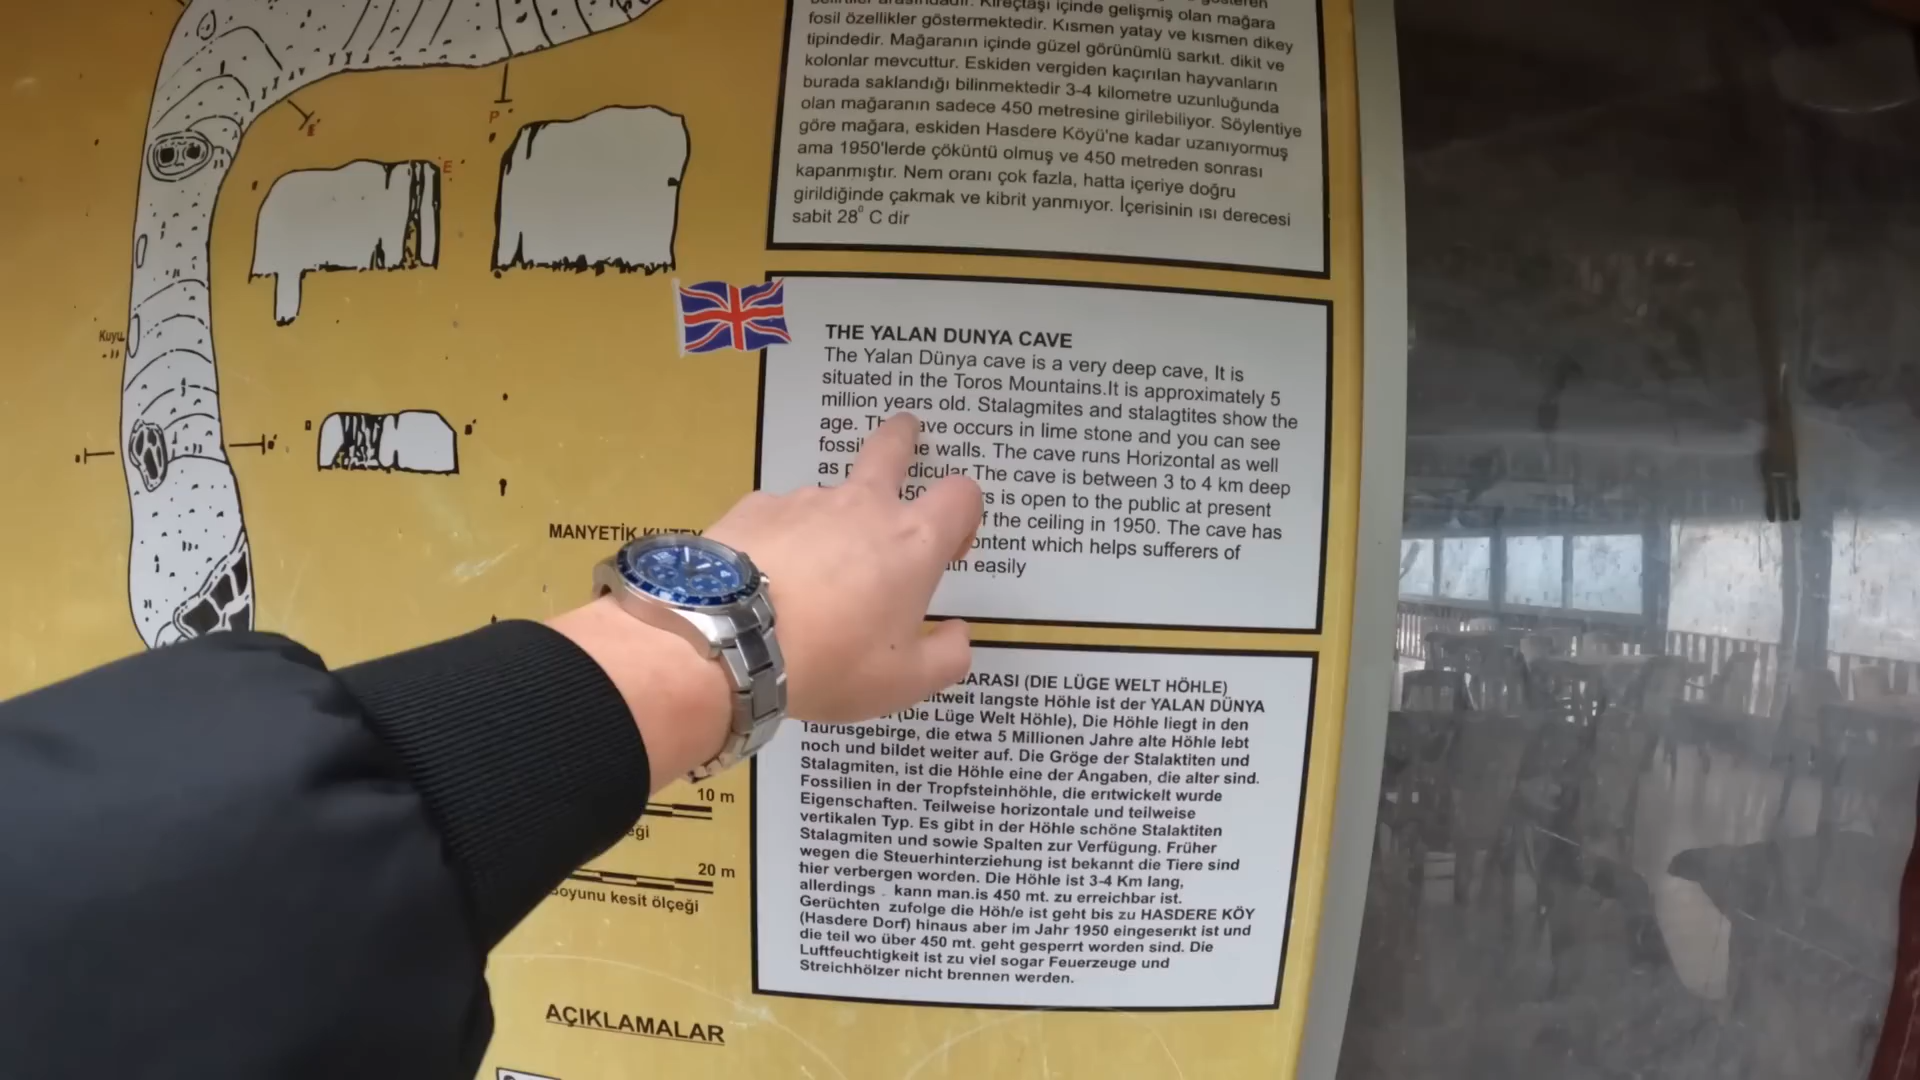 Kireçtaşı içinde gelişmiş olan mağara
fosil özellikler göstermektedir. Kısmen yatay ve kısmen dikey
tipindedir. Mağaranın içinde güzel görünümlü sarkıt. dikit ve
kolonlar mevcuttur. Eskiden vergiden kaçırılan hayvanların
burada saklandığı bilinmektedir 3-4 kilometre uzunluğunda
olan mağaranın sadece 450 metresine girilebiliyor. Söylentiye
göre mağara, eskiden Hasdere Köyü'ne kadar uzanıyormuş
ama 1950'lerde çöküntü olmuş ve 450 metreden sonrası
kapanmıştır. Nem oranı çok fazla, hatta içeriye doğru
girildiğinde çakmak ve kibrit yanmıyor. İçerisinin ısı derecesi
sabit 28° C dir
E'
P
E
Kuyu
THE YALAN DUNYA CAVE
The Yalan Dünya cave is a very deep cave, It is
situated in the Toros Mountains.It is approximately 5
million years old. Stalagmites and stalagtites show the
age. ave occurs in lime stone and you can see
fossil walls. The cave runs Horizontal as well
as The cave is between 3 to 4 km deep
450 is open to the public at present
the ceiling in 1950. The cave has
which helps sufferers of
easily
MANYETİK KUZEY
ARASI (DIE LÜGE WELT HÖHLE)
langste Höhle ist der YALAN DÜNYA
(Die Lüge Welt Höhle), Die Höhle liegt in den
Taurusgebirge, die etwa 5 Millionen Jahre alte Höhle lebt
noch und bildet weiter auf. Die Gröge der Stalaktiten und
Stalagmiten, ist die Höhle eine der Angaben, die alter sind.
Fossilien in der Tropfsteinhöhle, die erıtwickelt wurde
Eigenschaften. Teilweise horizontale und teilweise
vertikalen Typ. Es gibt in der Höhle schöne Stalaktiten
Stalagmiten und sowie Spalten zur Verfügung. Früher
wegen die Steuerhinterziehung ist bekannt die Tiere sind
hier verbergen worden. Die Höhle ist 3-4 Km lang,
allerdings . kann man.is 450 mt. zu erreichbar ist.
Gerüchten zufolge die Höh/e ist geht bis zu HASDERE KÖY
(Hasdere Dorf) hinaus aber im Jahr 1950 eingeserıkt ist und
die teil wo über 450 mt. geht gesperrt worden sind. Die
Luftfeuchtigkeit ist zu viel sogar Feuerzeuge und
Streichhölzer nicht brennen werden.
10 m
20 m
Boyunu kesit ölçeği
AÇIKLAMALAR